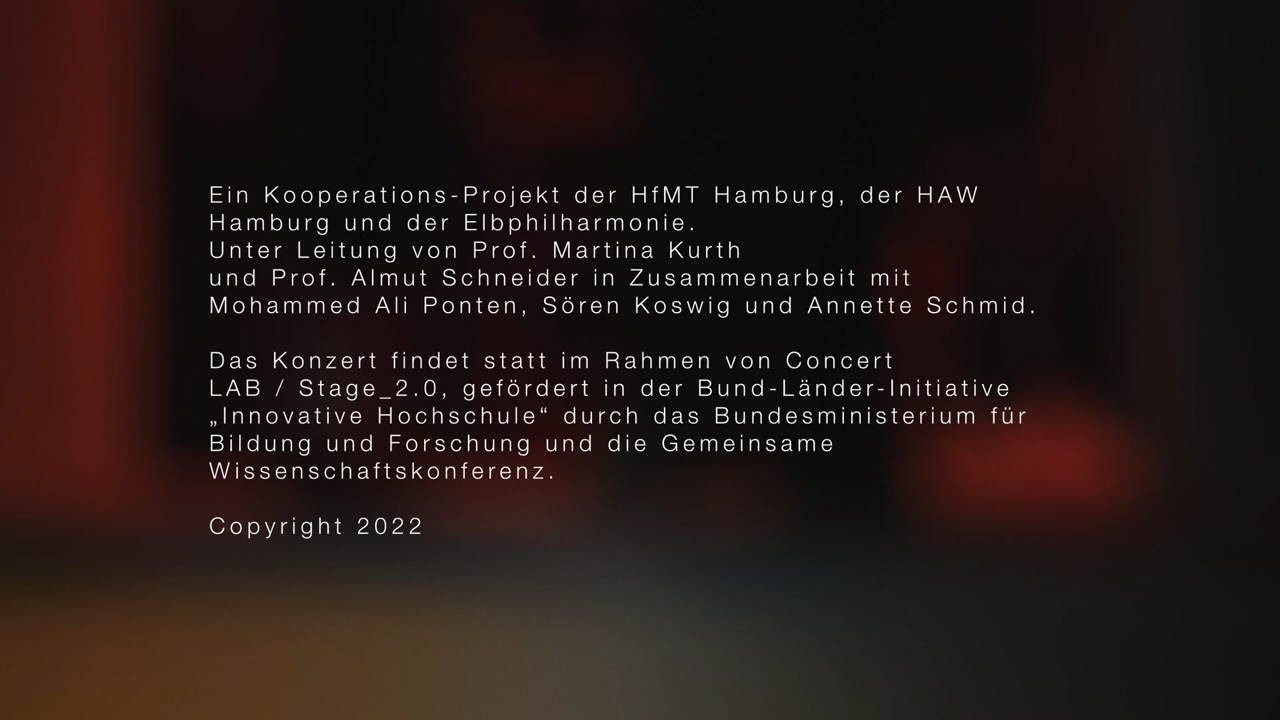 Ein Kooperations-Projekt der HfMT Hamburg, der HAW
Hamburg und der Elbphilharmonie.
Unter Leitung von Prof. Martina Kurth
und Prof. Almut Schneider in Zusammenarbeit mit
Mohammed Ali Ponten, Sören Koswig und Annette Schmid.
Das Konzert findet statt im Rahmen von Concert
LAB / Stage_2.0, gefördert in der Bund-Länder-Initiative
„Innovative Hochschule“ durch das Bundesministerium für
Bildung und Forschung und die Gemeinsame
Wissenschaftskonferenz.
Copyright 2022